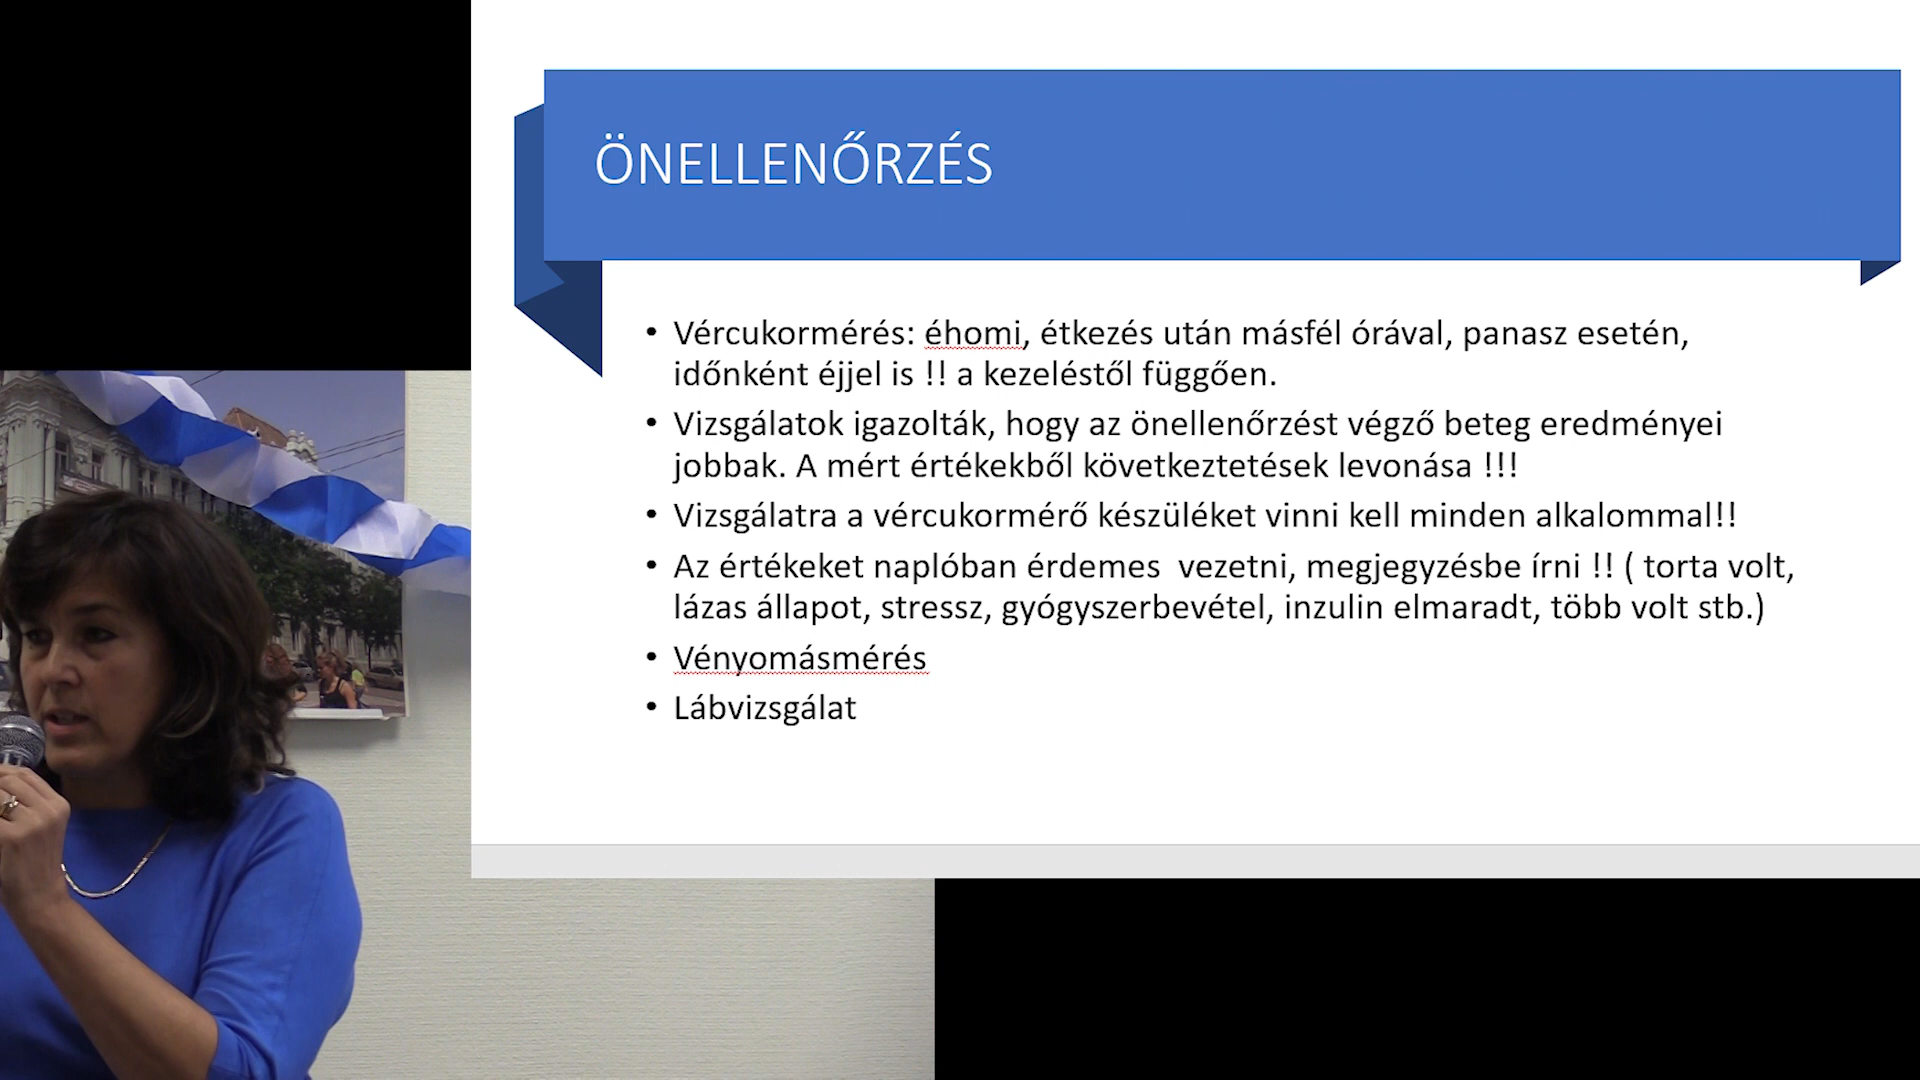 ÖNELLENŐRZÉS
• Vércukormérés: éhomi, étkezés után másfél órával, panasz esetén,
időnként éjjel is !! a kezeléstől függően.
• Vizsgálatok igazolták, hogy az önellenőrzést végző beteg eredményei
jobbak. A mért értékekből következtetések levonása !!!
• Vizsgálatra a vércukormérő készüléket vinni kell minden alkalommal!!
• Az értékeket naplóban érdemes  vezetni, megjegyzésbe írni !! ( torta volt,
lázas állapot, stressz, gyógyszerbevétel, inzulin elmaradt, több volt stb.)
• Vényomásmérés
• Lábvizsgálat